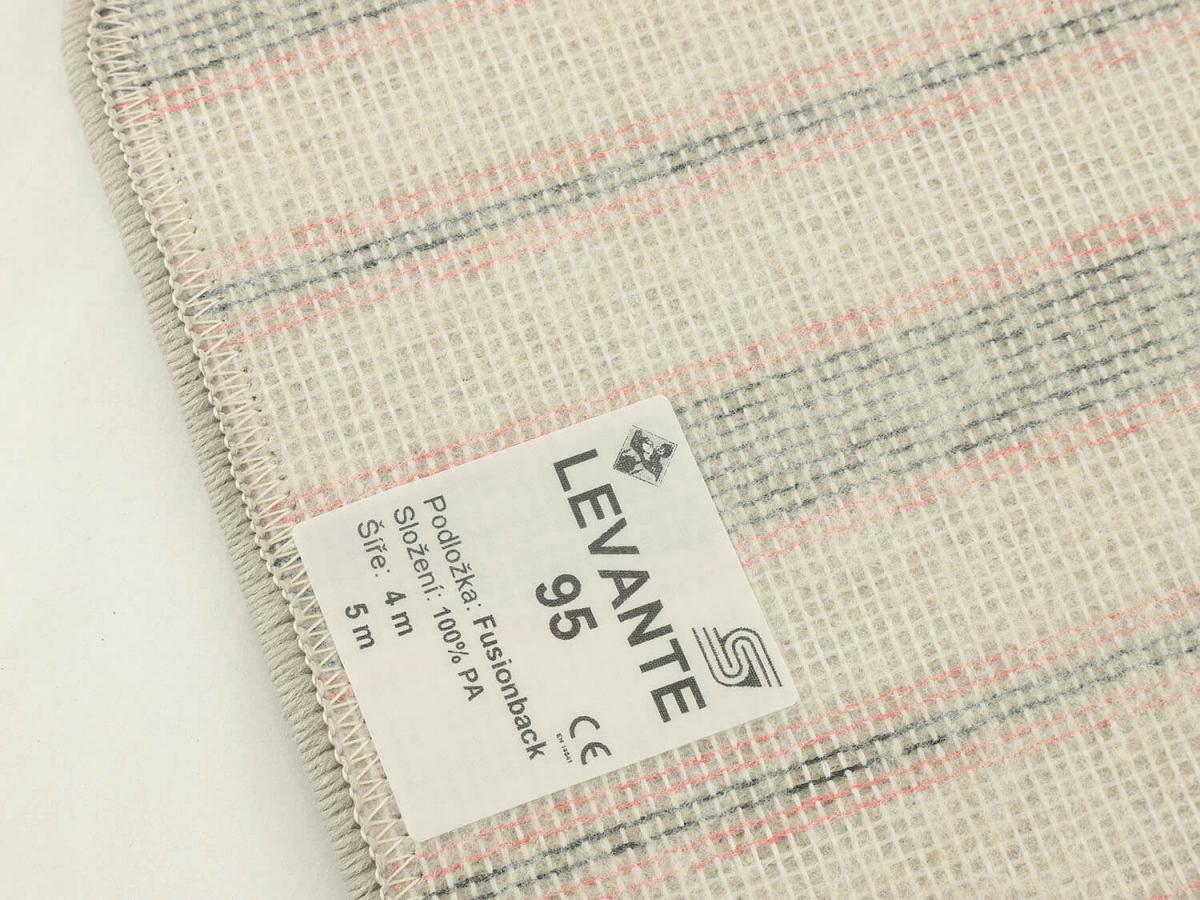 LEVANTE
95
CE
Podložka: Fusionback
Složení: 100% PA
Šíře: 4 m
5 m